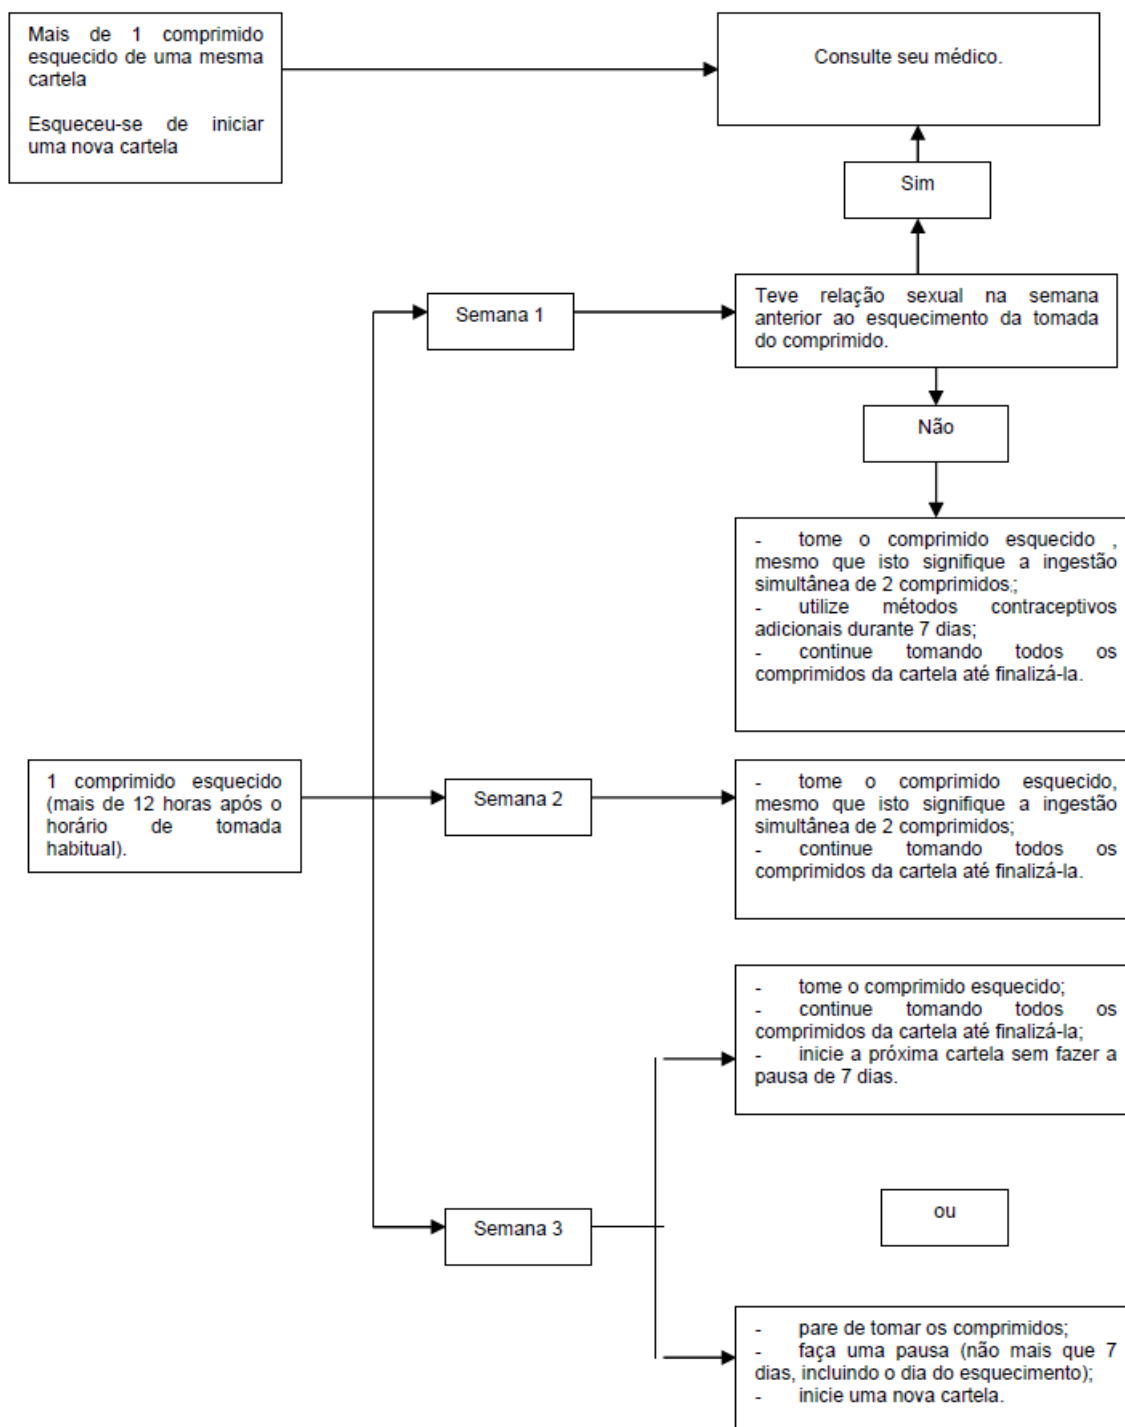 Mais de 1 comprimido
esquecido de uma mesma
cartela
Esqueceu-se de iniciar
uma nova cartela
Consulte seu médico.
Sim
Semana 1
Teve relação sexual na semana
anterior ao esquecimento da tomada
do comprimido.
Não
- tome o comprimido esquecido ,
mesmo que isto signifique a ingestão
simultânea de 2 comprimidos,;
- utilize métodos contraceptivos
adicionais durante 7 dias;
- continue tomando todos os
comprimidos da cartela até finalizá-la.
1 comprimido esquecido
(mais de 12 horas após o
horário de tomada
habitual).
Semana 2
- tome o comprimido esquecido,
mesmo que isto signifique a ingestão
simultânea de 2 comprimidos;
- continue tomando todos os
comprimidos da cartela até finalizá-la.
Semana 3
- tome o comprimido esquecido;
- continue tomando todos os
comprimidos da cartela até finalizá-la;
- inicie a próxima cartela sem fazer a
pausa de 7 dias.
ou
- pare de tomar os comprimidos;
- faça uma pausa (não mais que 7
dias, incluindo o dia do esquecimento);
- inicie uma nova cartela.